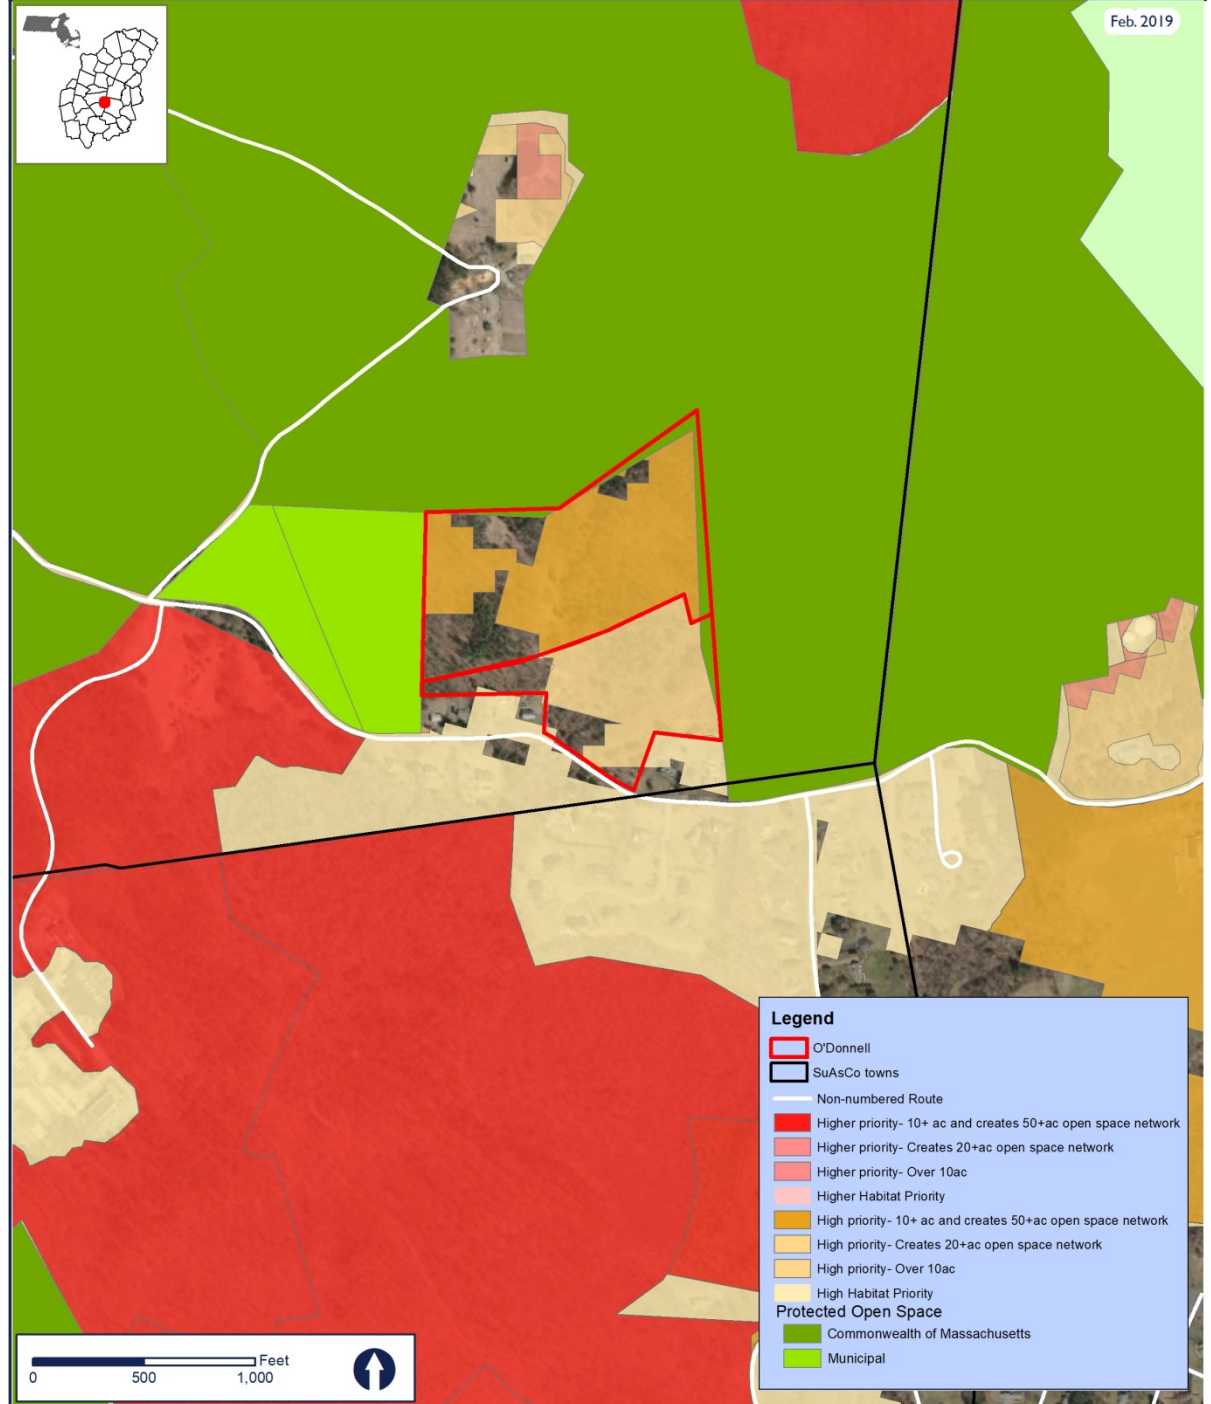 Feb. 2019
Legend
O'Donnell
SuAsCo towns
Non-numbered Route
Higher priority- 10+ ac and creates 50+ac open space network
Higher priority- Creates 20+ac open space network
Higher priority- Over 10ac
Higher Habitat Priority
High priority- 10+ ac and creates 50+ac open space network
High priority- Creates 20+ac open space network
High priority- Over 10ac
High Habitat Priority
Protected Open Space
Commonwealth of Massachusetts
Municipal
Feet
0 500 1,000